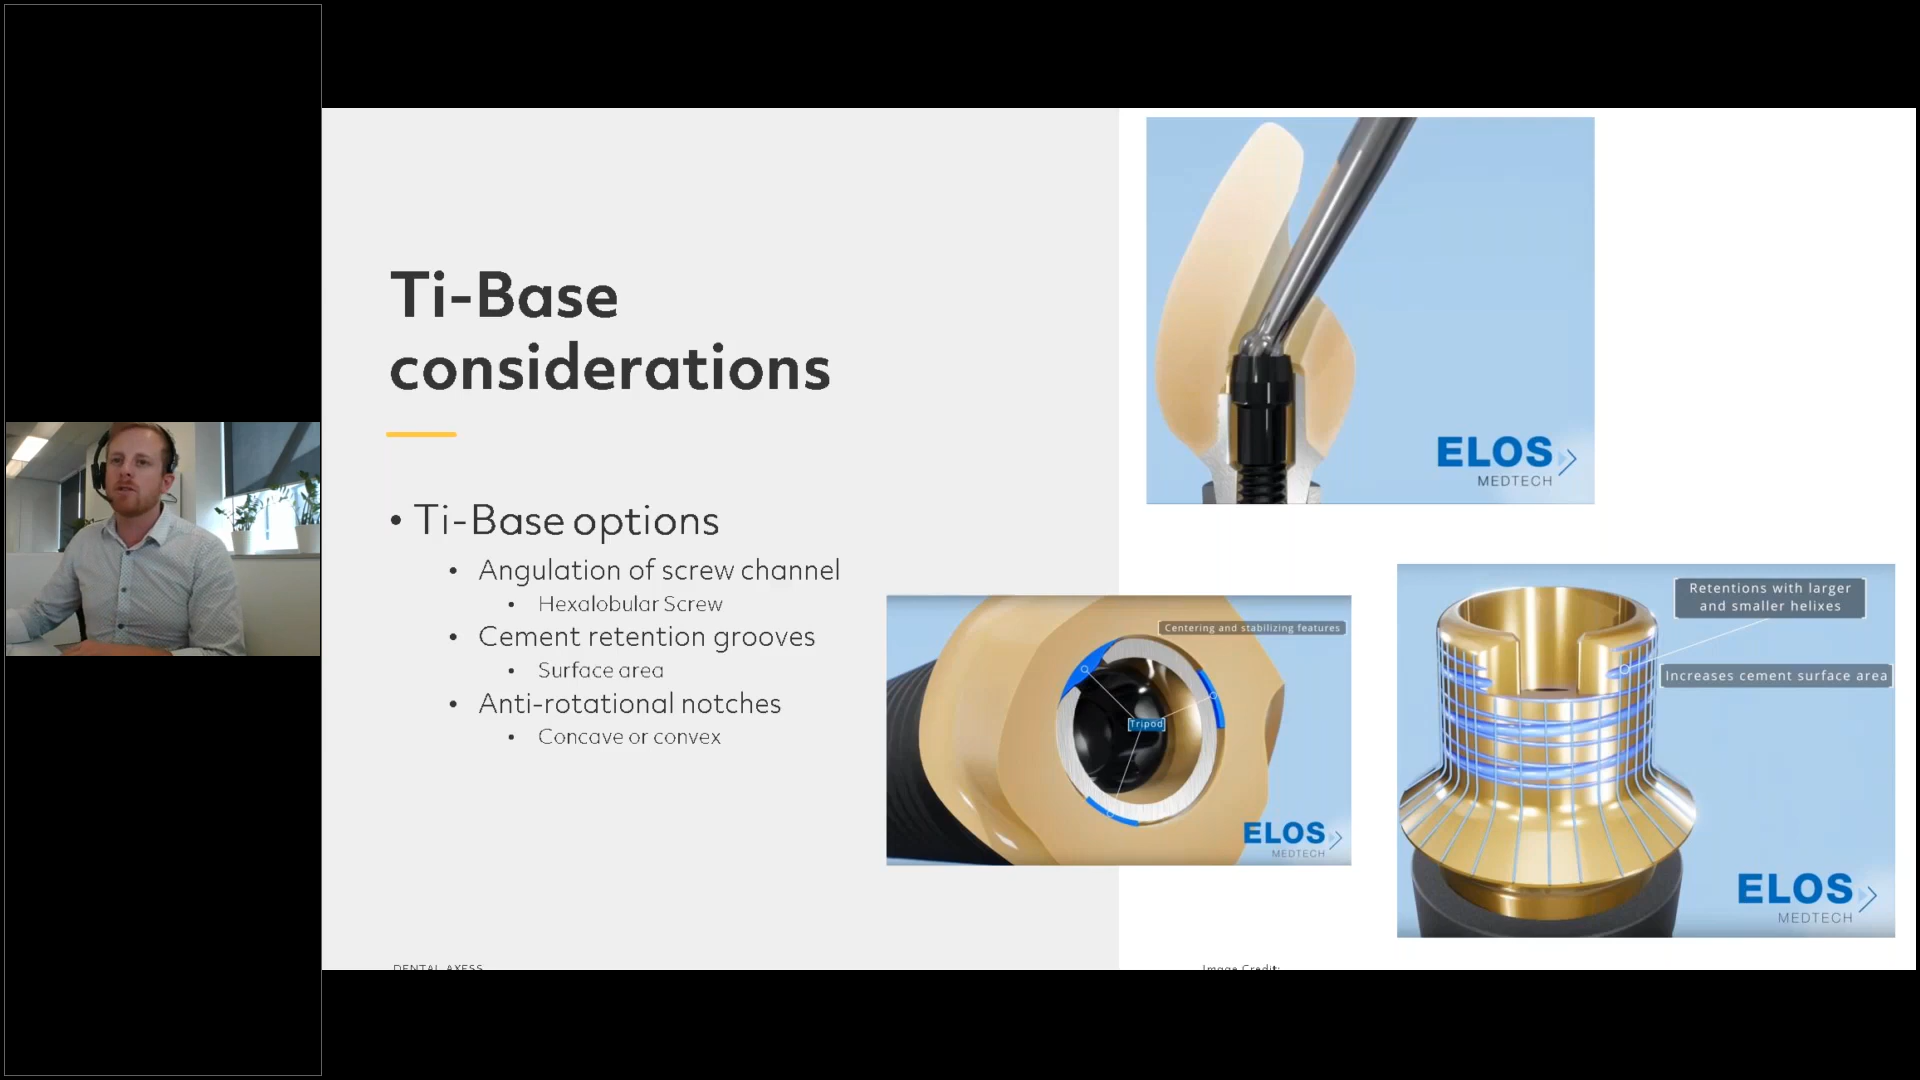 Ti-Base
considerations
• Ti-Base options
• Angulation of screw channel
• Hexalobular Screw
• Cement retention grooves
• Surface area
• Anti-rotational notches
• Concave or convex
ELOS
MEDTECH
Centering and stabilizing features
Tripod
ELOS
MEDTECH
Retentions with larger
and smaller helixes
Increases cement surface area
ELOS
MEDTECH
DENTAL AXESS
Image Credit: